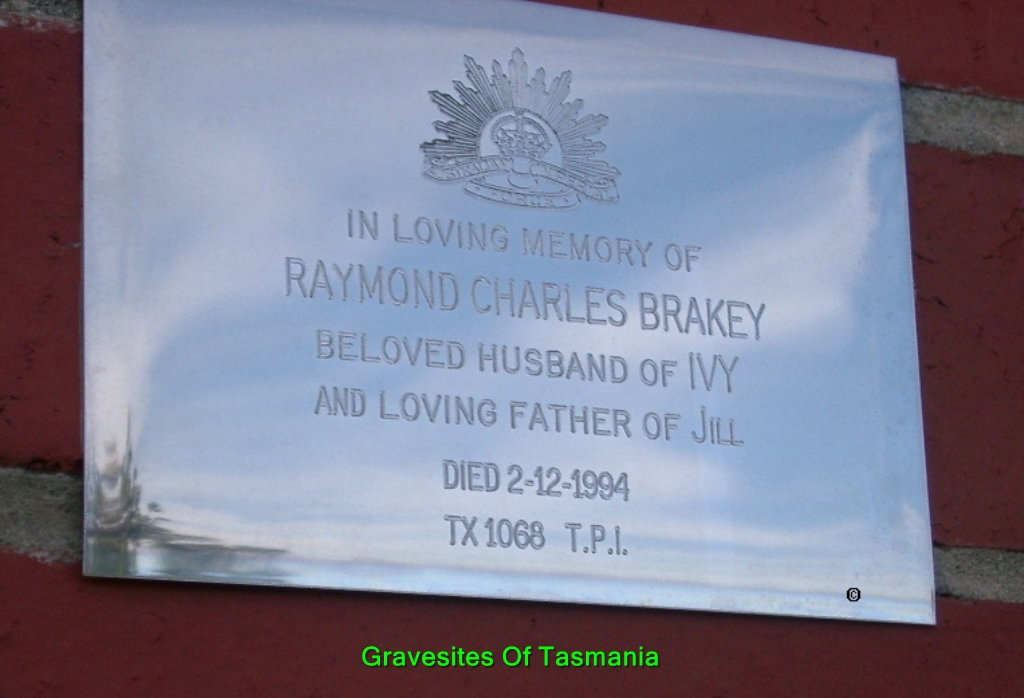 IN LOVING MEMORY OF
RAYMOND CHARLES BRAKEY
BELOVED HUSBAND OF IVY
AND LOVING FATHER OF JILL
DIED 2-12-1994
TX 1068 T.P.I.
©
Gravesites Of Tasmania